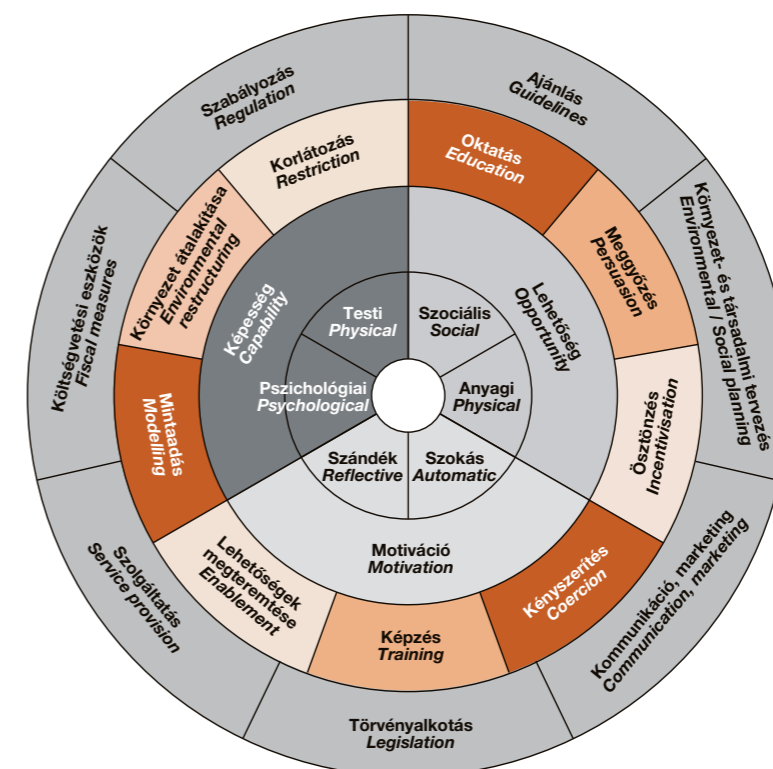 Szabályozás
Regulation
Ajánlás
Guidelines
Környezet- és társadalmi tervezés
Environmental / Social planning
Kommunikáció, marketing
Communication, marketing
Törvényalkotás
Legislation
Szolgáltatás
Service provision
Költségvetési eszközök
Fiscal measures
Korlátozás
Restriction
Oktatás
Education
Meggyőzés
Persuasion
Ösztönzés
Incentivisation
Kényszerítés
Coercion
Képzés
Training
Lehetőségek
megteremtése
Enablement
Mintaadás
Modelling
Környezet átalakítása
Environmental
restructuring
Képesség
Capability
Lehetőség
Opportunity
Motiváció
Motivation
Testi
Physical
Szociális
Social
Anyagi
Physical
Szokás
Automatic
Szándék
Reflective
Pszichológiai
Psychological